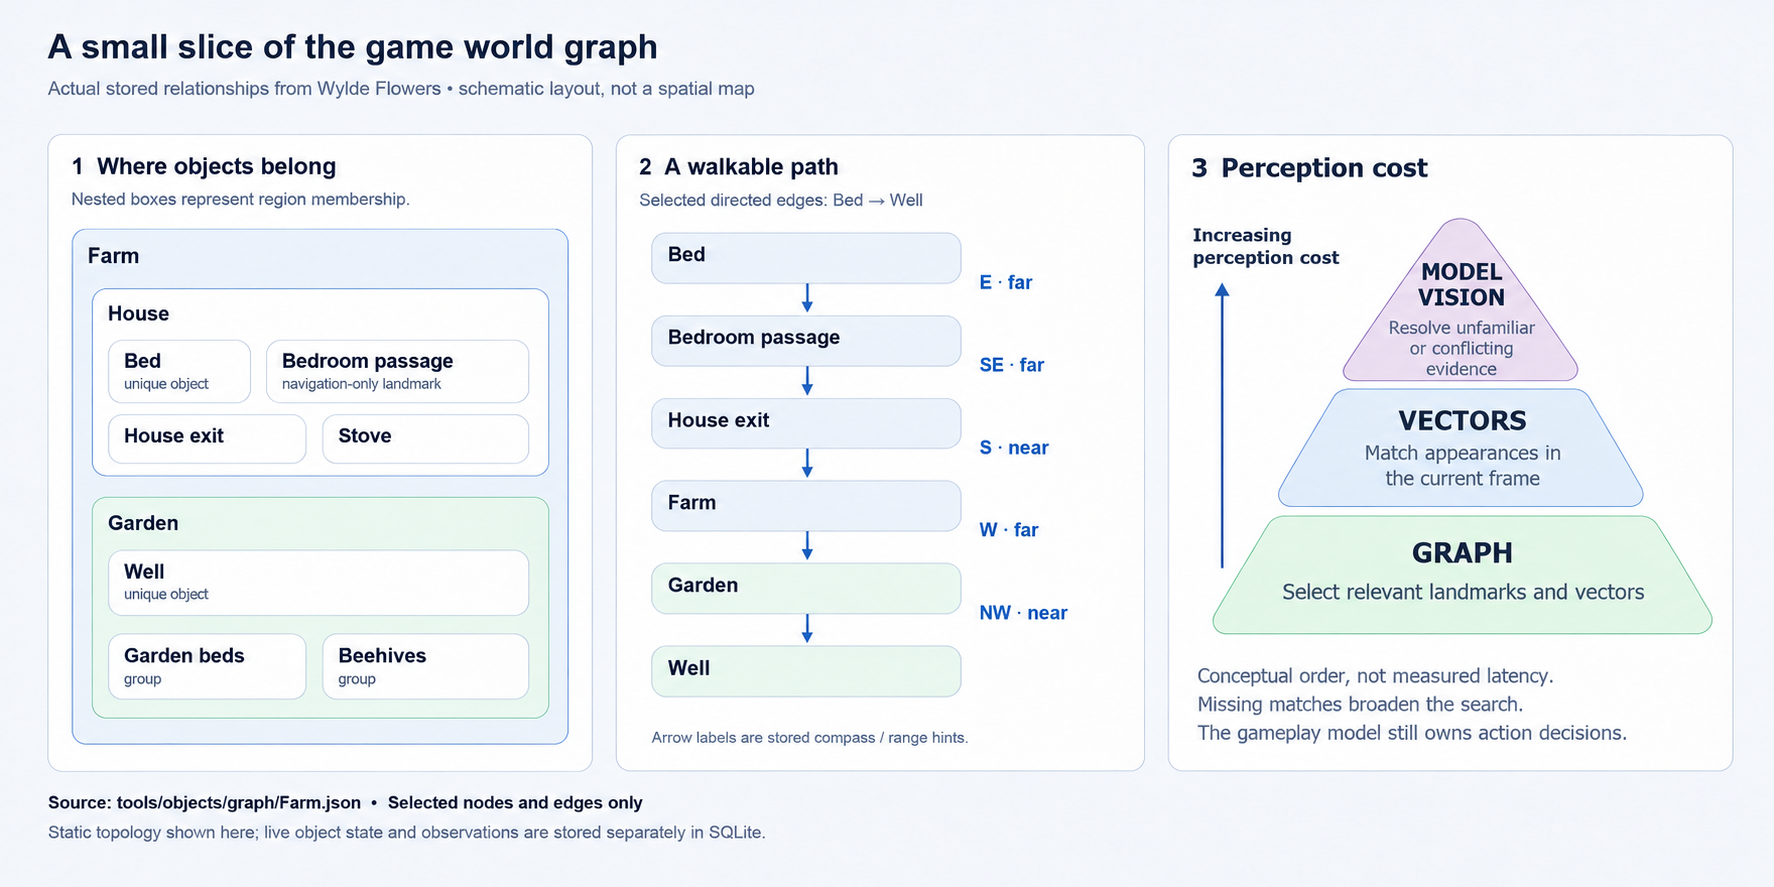 A small slice of the game world graph
Actual stored relationships from Wylde Flowers • schematic layout, not a spatial map
1 Where objects belong
Nested boxes represent region membership.
Farm
House
Bed
unique object
Bedroom passage
navigation-only landmark
House exit
Stove
Garden
Well
unique object
Garden beds
group
Beehives
group
2 A walkable path
Selected directed edges: Bed → Well
Bed
E · far
Bedroom passage
SE · far
House exit
S · near
Farm
W · far
Garden
NW · near
Well
Arrow labels are stored compass / range hints.
3 Perception cost
Increasing
perception cost
MODEL
VISION
Resolve unfamiliar
or conflicting
evidence
VECTORS
Match appearances in
the current frame
GRAPH
Select relevant landmarks and vectors
Conceptual order, not measured latency.
Missing matches broaden the search.
The gameplay model still owns action decisions.
Source: tools/objects/graph/Farm.json • Selected nodes and edges only
Static topology shown here; live object state and observations are stored separately in SQLite.